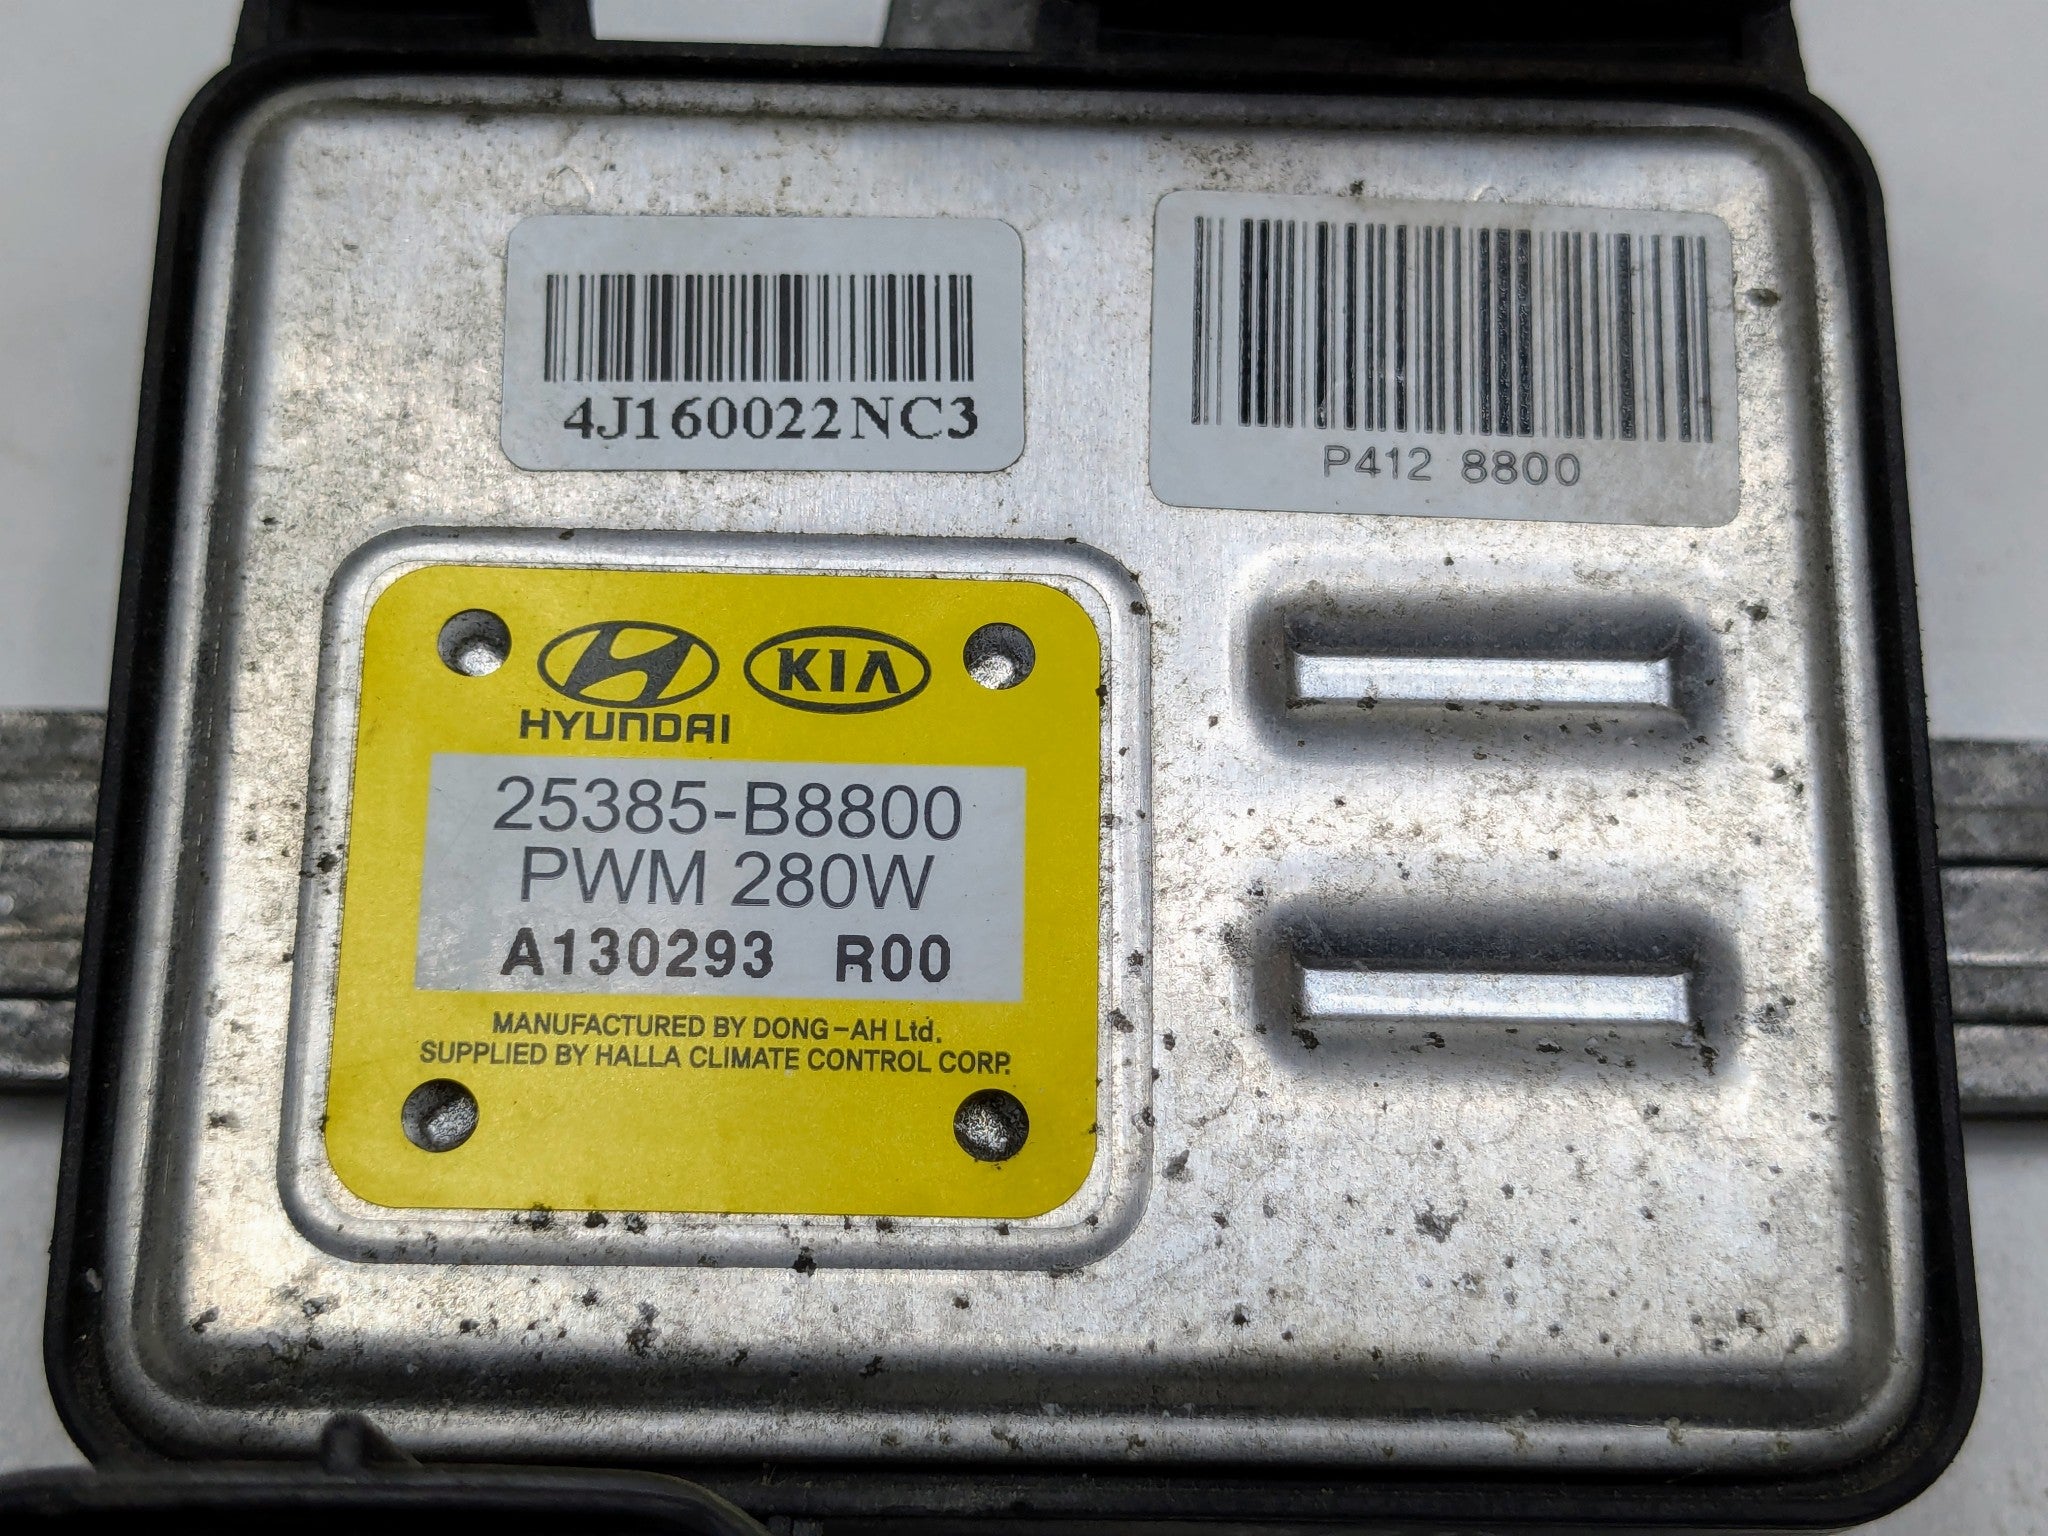 4J160022NC3
P412 8800
HYUNDAI KIA
25385-B8800
PWM 280W
A130293 R00
MANUFACTURED BY DONG-AH Ltd.
SUPPLIED BY HALLA CLIMATE CONTROL CORP.